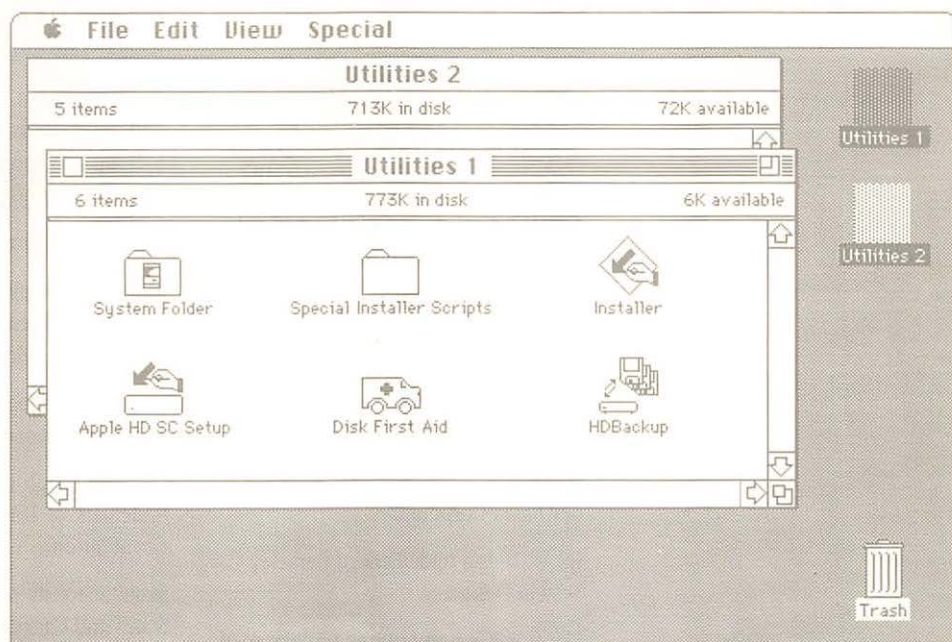 File Edit View Special
Utilities 2
5 items 713K in disk 72K available
Utilities 1
6 items 773K in disk 6K available
System Folder Special Installer Scripts Installer
Apple HD SC Setup Disk First Aid HDBackup
Utilities 1
Utilities 2
Trash